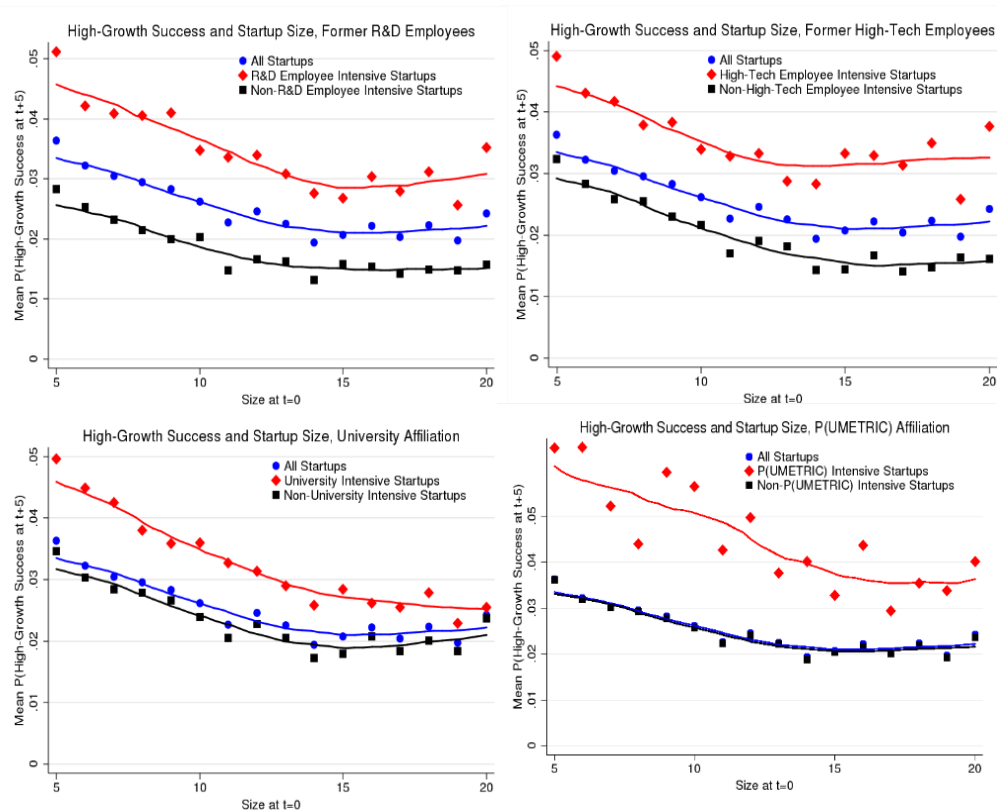 High-Growth Success and Startup Size, Former R&D Employees
All Startups
R&D Employee Intensive Startups
Non-R&D Employee Intensive Startups
Mean P(High-Growth Success at t+5)
.05
.04
.03
.02
.01
0
5
10
15
20
Size at t=0
High-Growth Success and Startup Size, Former High-Tech Employees
All Startups
High-Tech Employee Intensive Startups
Non-High-Tech Employee Intensive Startups
Mean P(High-Growth Success at t+5)
.05
.04
.03
.02
.01
0
5
10
15
20
Size at t=0
High-Growth Success and Startup Size, University Affiliation
All Startups
University Intensive Startups
Non-University Intensive Startups
Mean P(High-Growth Success at t+5)
.05
.04
.03
.02
.01
0
5
10
15
20
Size at t=0
High-Growth Success and Startup Size, P(UMETRIC) Affiliation
All Startups
P(UMETRIC) Intensive Startups
Non-P(UMETRIC) Intensive Startups
Mean P(High-Growth Success at t+5)
.05
.04
.03
.02
.01
0
5
10
15
20
Size at t=0